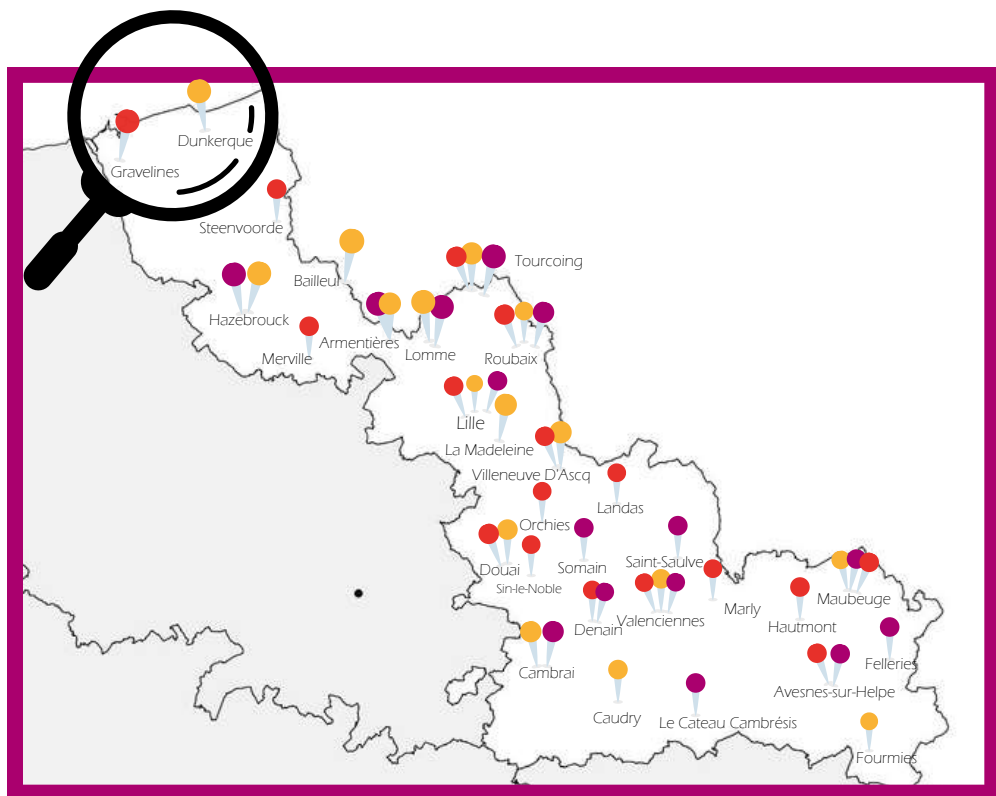 Dunkerque
Gravelines
Steenvoorde
Tourcoing
Bailleul
Hazebrouck
Armentières
Lomme
Merville
Roubaix
Lille
La Madeleine
Villeneuve D'Ascq
Landas
Orchies
Saint-Saulve
Somain
Douai
Sin-le-Noble
Maubeuge
Marly
Valenciennes
Hautmont
Denain
Felleries
Cambrai
Avesnes-sur-Helpe
Caudry
Le Cateau Cambrésis
Fourmies